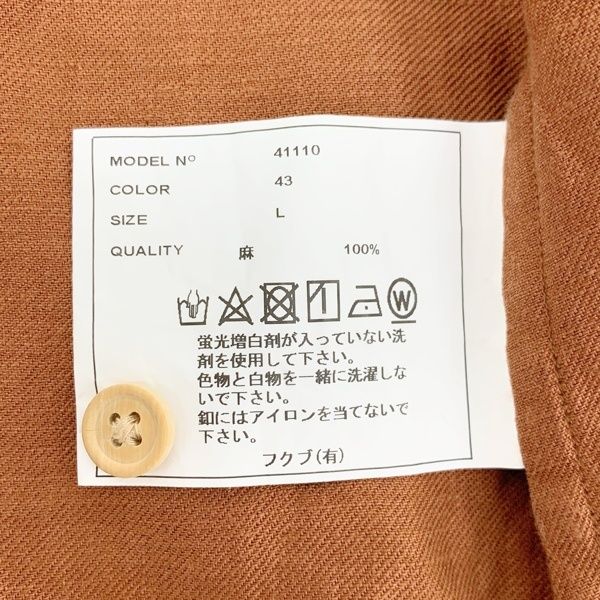 MODEL Nº 41110
COLOR 43
SIZE L
QUALITY 麻 100%
W
蛍光増白剤が入っていない洗
剤を使用して下さい。
色物と白物を一緒に洗濯しな
いで下さい。
釦にはアイロンを当てないで
下さい。
フクブ(有)